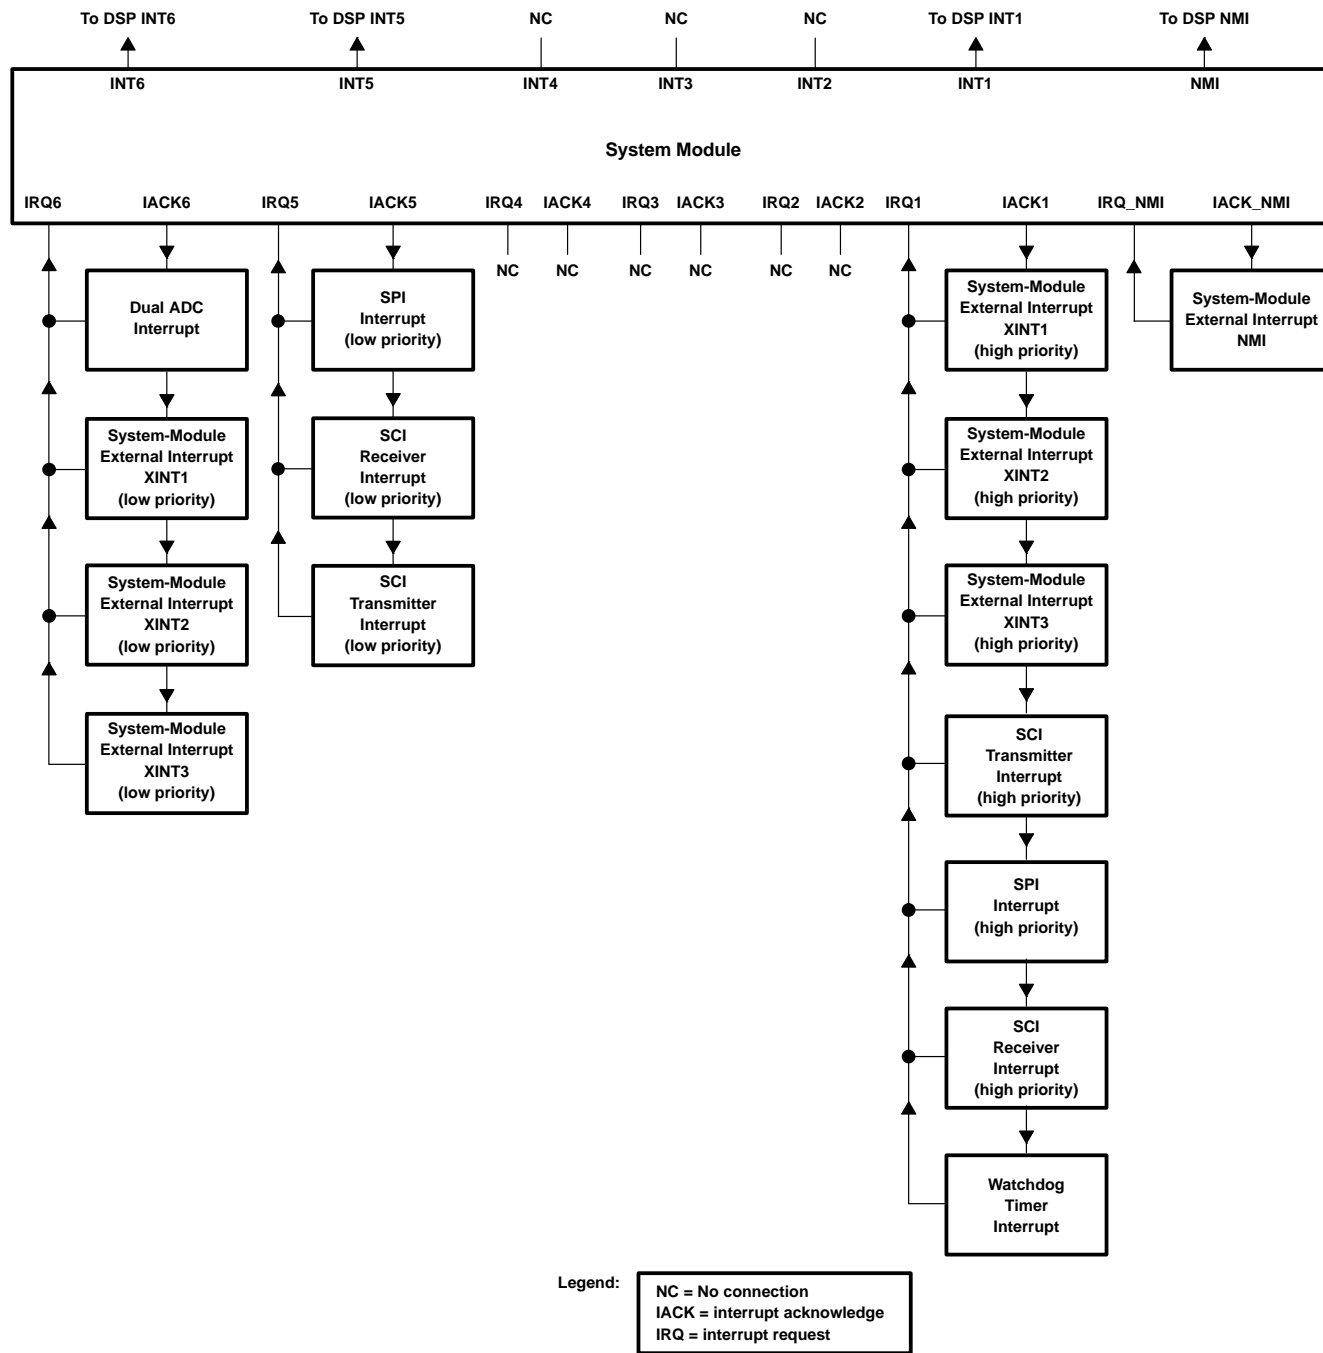 To DSP INT6
To DSP INT5
NC
NC
NC
To DSP INT1
To DSP NMI
INT6
INT5
INT4
INT3
INT2
INT1
NMI
System Module
IRQ6
IACK6
IRQ5
IACK5
IRQ4
IACK4
IRQ3
IACK3
IRQ2
IACK2
IRQ1
IACK1
IRQ_NMI
IACK_NMI
NC
NC
NC
NC
NC
NC
Dual ADC
Interrupt
System-Module
External Interrupt
XINT1
(low priority)
System-Module
External Interrupt
XINT2
(low priority)
System-Module
External Interrupt
XINT3
(low priority)
SPI
Interrupt
(low priority)
SCI
Receiver
Interrupt
(low priority)
SCI
Transmitter
Interrupt
(low priority)
System-Module
External Interrupt
XINT1
(high priority)
System-Module
External Interrupt
XINT2
(high priority)
System-Module
External Interrupt
XINT3
(high priority)
SCI
Transmitter
Interrupt
(high priority)
SPI
Interrupt
(high priority)
SCI
Receiver
Interrupt
(high priority)
Watchdog
Timer
Interrupt
System-Module
External Interrupt
NMI
Legend:
NC = No connection
IACK = interrupt acknowledge
IRQ = interrupt request